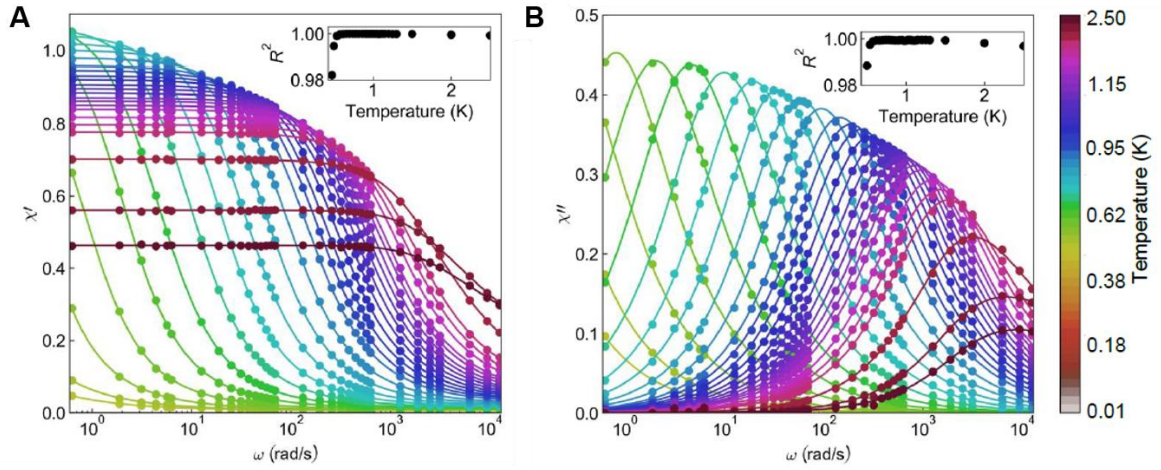 A
B
1.0
0.8
0.6
0.4
0.2
0.0
χ′
10⁰ 10¹ 10² 10³ 10⁴
ω (rad/s)
1.00
0.98
R²
1 2
Temperature (K)
0.5
0.4
0.3
0.2
0.1
0.0
χ′′
10⁰ 10¹ 10² 10³ 10⁴
ω (rad/s)
1.00
0.98
R²
1 2
Temperature (K)
2.50
1.15
0.95
0.62
0.38
0.18
0.01
Temperature (K)